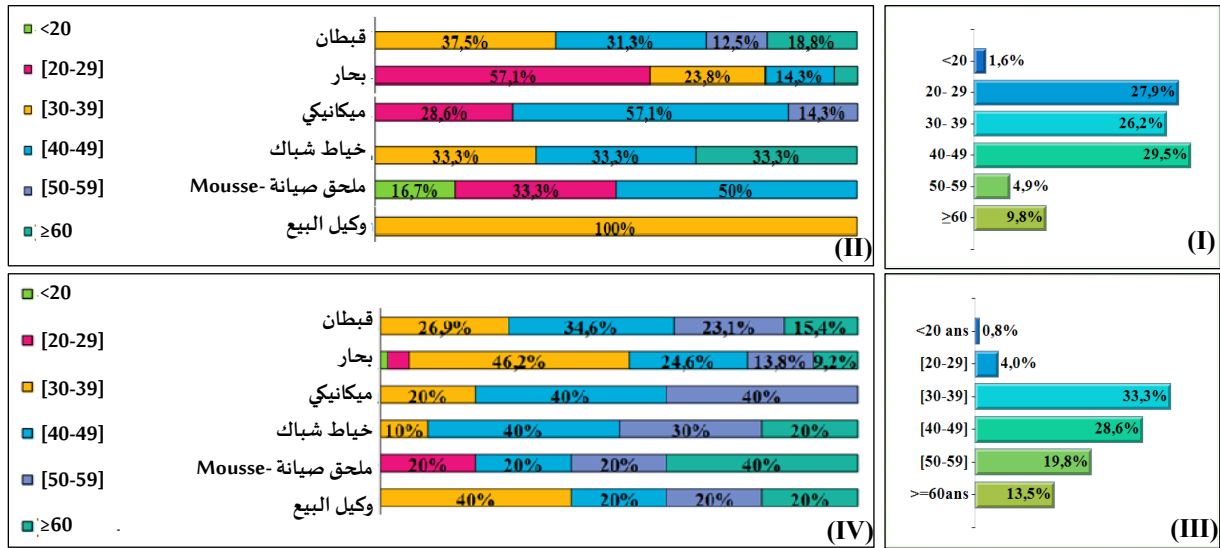 <20
[20-29]
[30-39]
[40-49]
[50-59]
≥60
قبطان
37,5% 31,3% 12,5% 18,8%
بحار
57,1% 23,8% 14,3%
ميكانيكي
28,6% 57,1% 14,3%
خياط شباك
33,3% 33,3% 33,3%
ملحق صيانة -Mousse
16,7% 33,3% 50%
وكيل البيع
100%
(II)
<20 1,6%
20- 29 27,9%
30- 39 26,2%
40-49 29,5%
50-59 4,9%
≥60 9,8%
(I)
<20
[20-29]
[30-39]
[40-49]
[50-59]
≥60
قبطان
26,9% 34,6% 23,1% 15,4%
بحار
46,2% 24,6% 13,8% 9,2%
ميكانيكي
20% 40% 40%
خياط شباك
10% 40% 30% 20%
ملحق صيانة -Mousse
20% 20% 20% 40%
وكيل البيع
40% 20% 20% 20%
(IV)
<20 ans 0,8%
[20-29] 4,0%
[30-39] 33,3%
[40-49] 28,6%
[50-59] 19,8%
>=60ans 13,5%
(III)